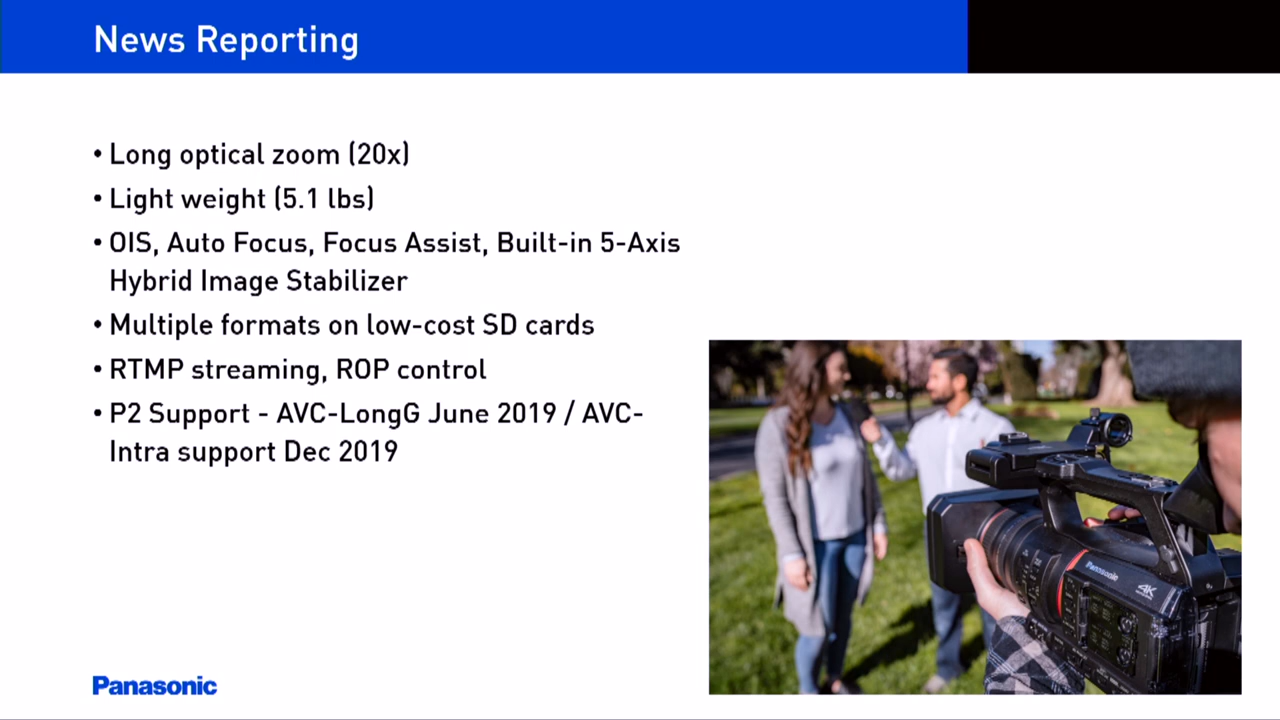 News Reporting
• Long optical zoom (20x)
• Light weight (5.1 lbs)
• OIS, Auto Focus, Focus Assist, Built-in 5-Axis
Hybrid Image Stabilizer
• Multiple formats on low-cost SD cards
• RTMP streaming, ROP control
• P2 Support - AVC-LongG June 2019 / AVC-
Intra support Dec 2019
Panasonic
4K
Panasonic